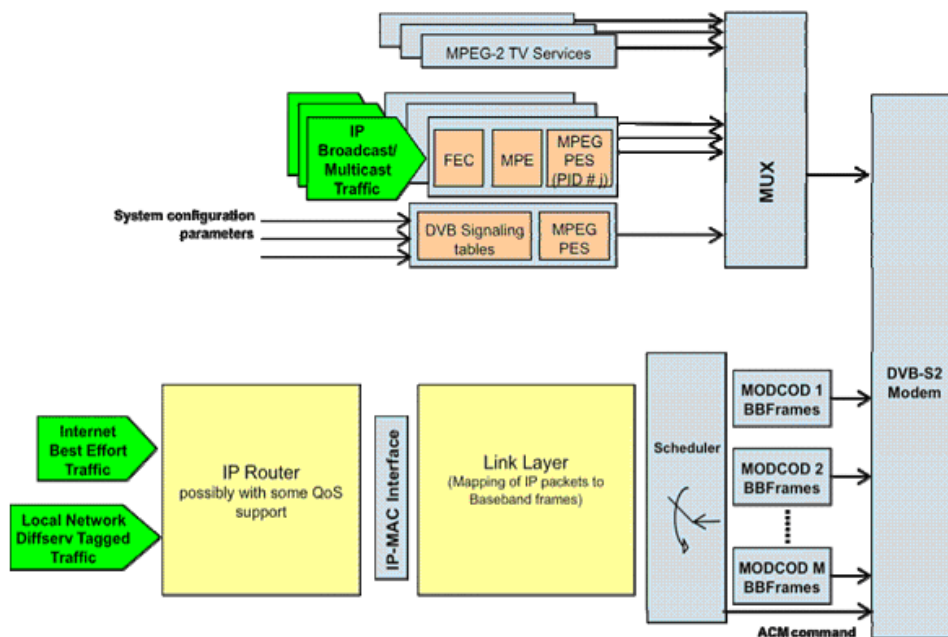 MPEG-2 TV Services
IP
Broadcast/
Multicast
Traffic
FEC
MPE
MPEG
PES
(PID # j)
MUX
System configuration
parameters
DVB Signaling
tables
MPEG
PES
DVB-S2
Modem
Internet
Best Effort
Traffic
Local Network
Diffserv Tagged
Traffic
IP Router
possibly with some QoS
support
IP-MAC Interface
Link Layer
(Mapping of IP packets to
Baseband frames)
Scheduler
MODCOD 1
BBFrames
MODCOD 2
BBFrames
MODCOD M
BBFrames
ACM command